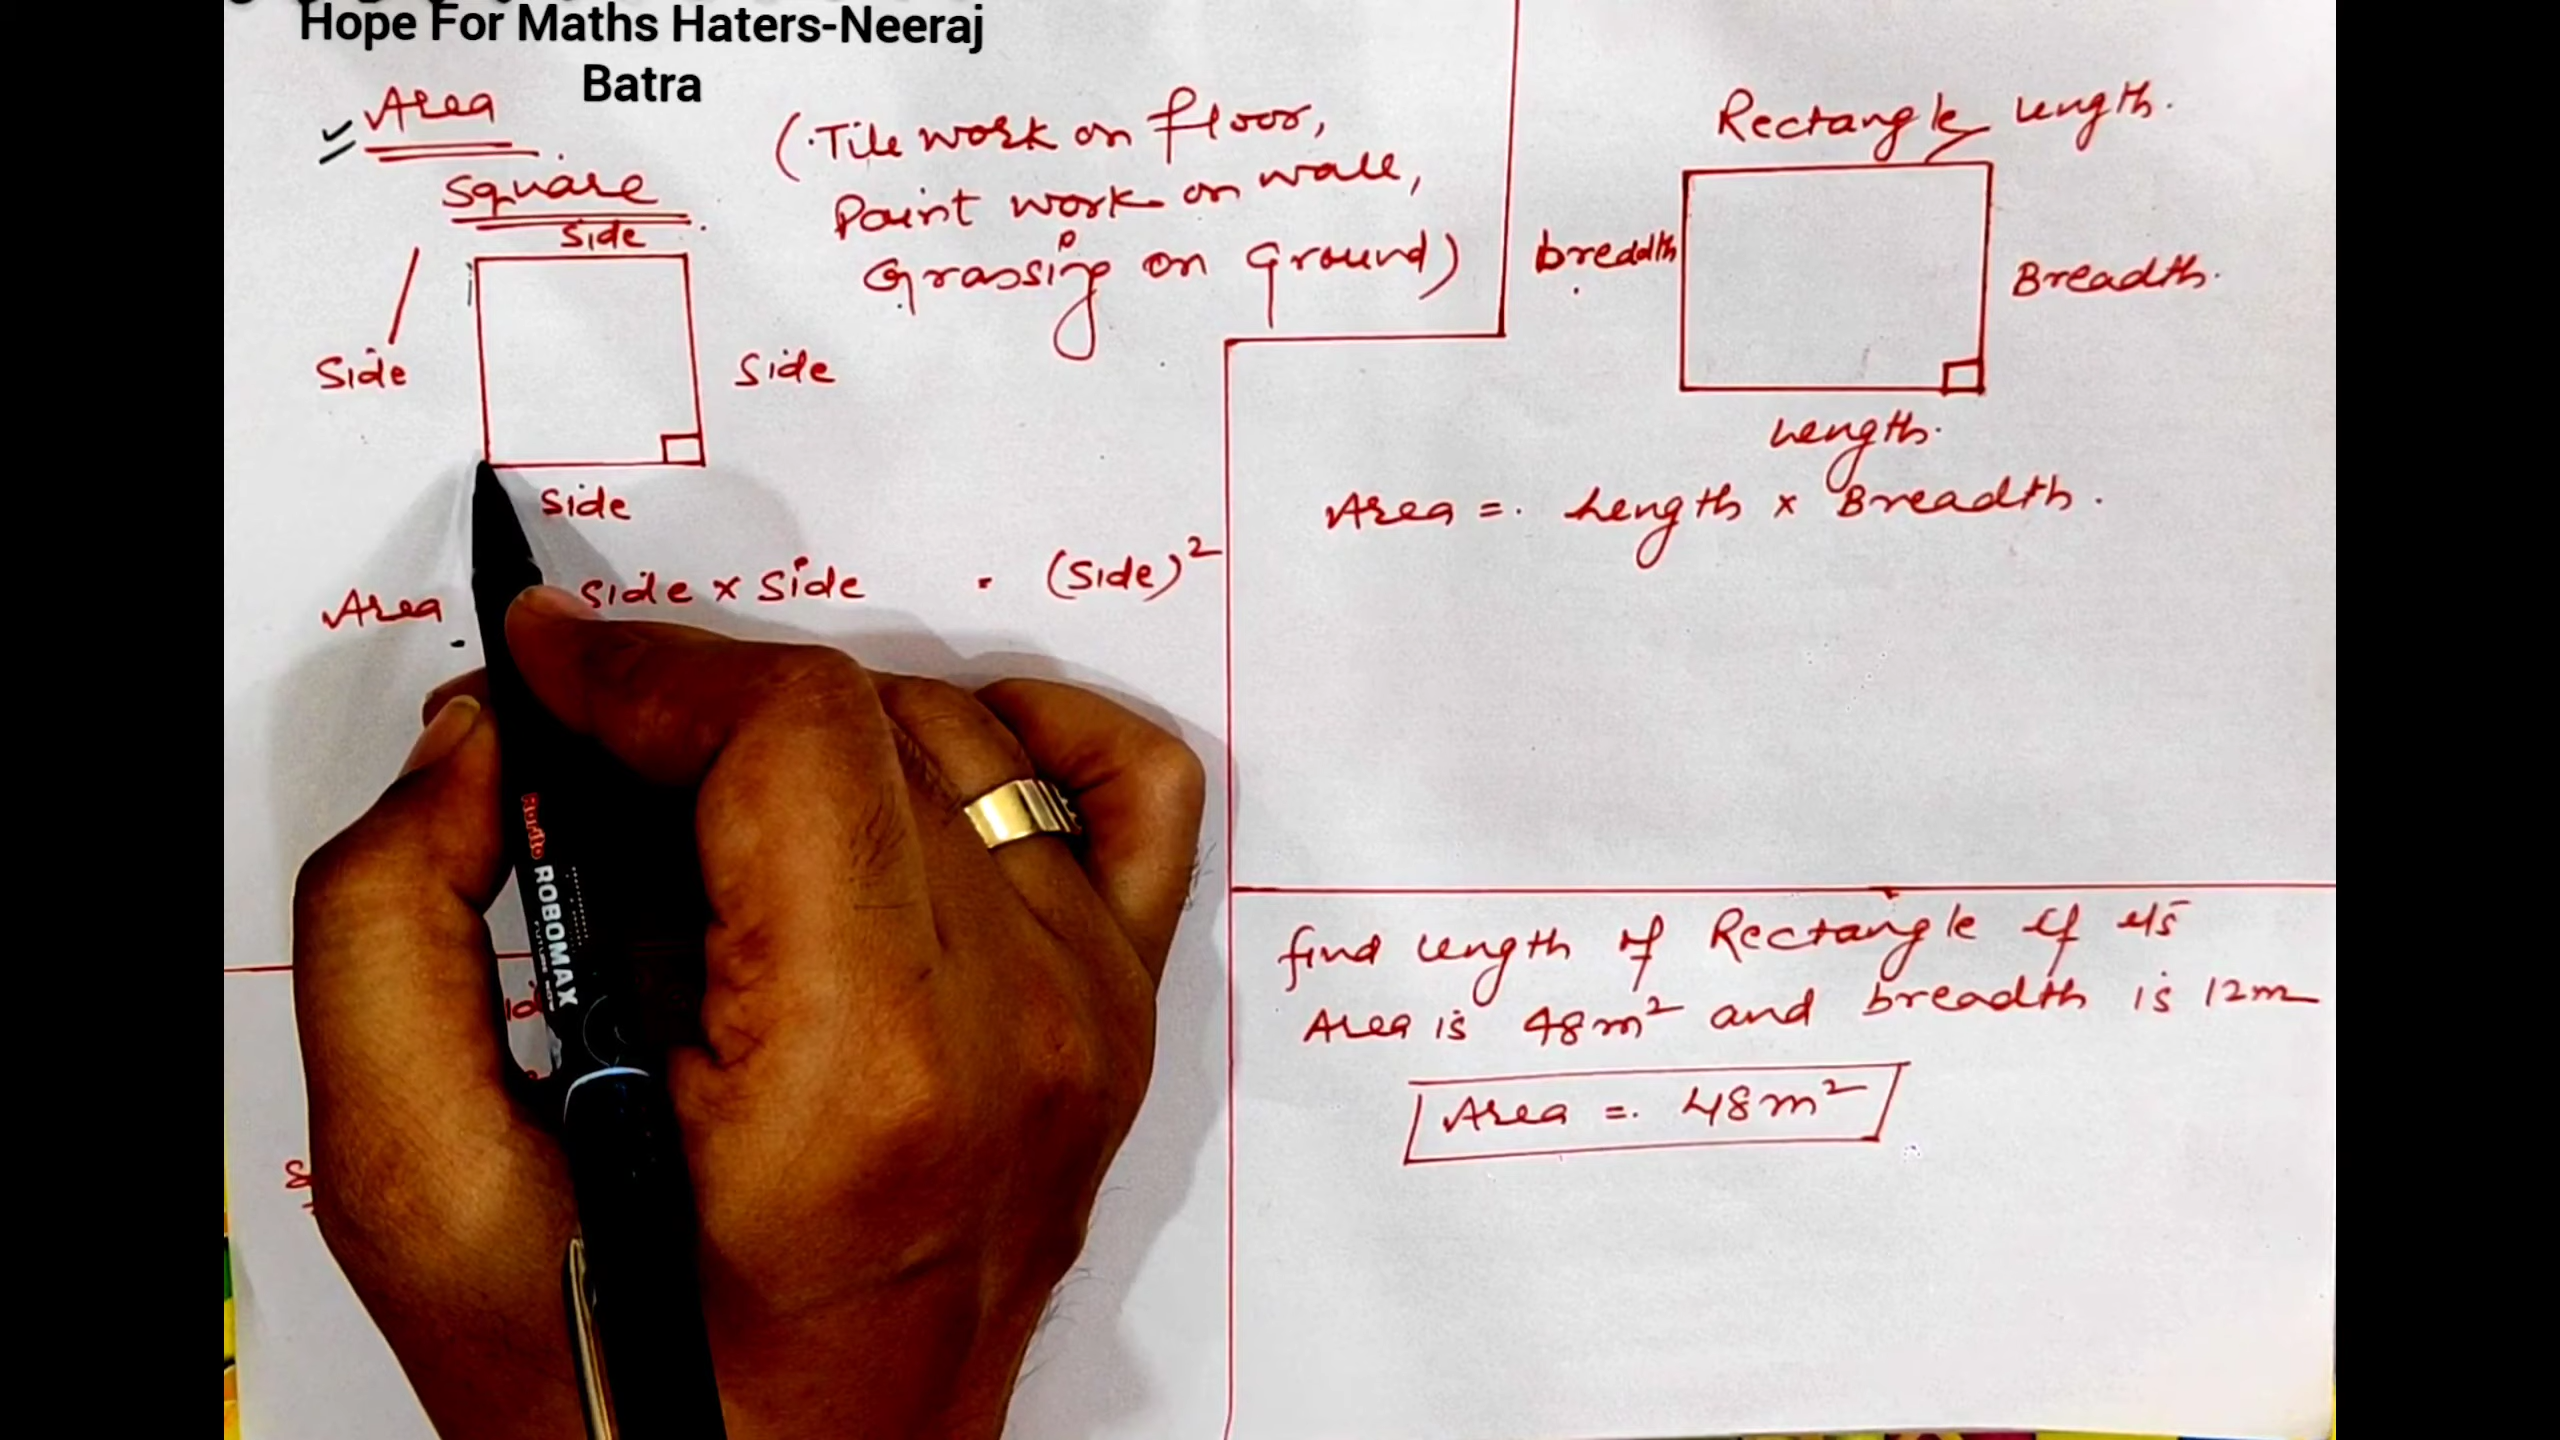 Hope For Maths Haters-Neeraj
Batra
Area
Square
(Tile work on floor,
Paint work on wall,
Grassing on Ground)
Side
Side
Side
Side
Area
Side x Side
(Side)²
Rectangle
Length
breadth
Breadth
Length
Area = Length x Breadth
find Length of Rectangle if its
Area is 48m² and breadth is 12m
Area = 48m²
ROBOMAX